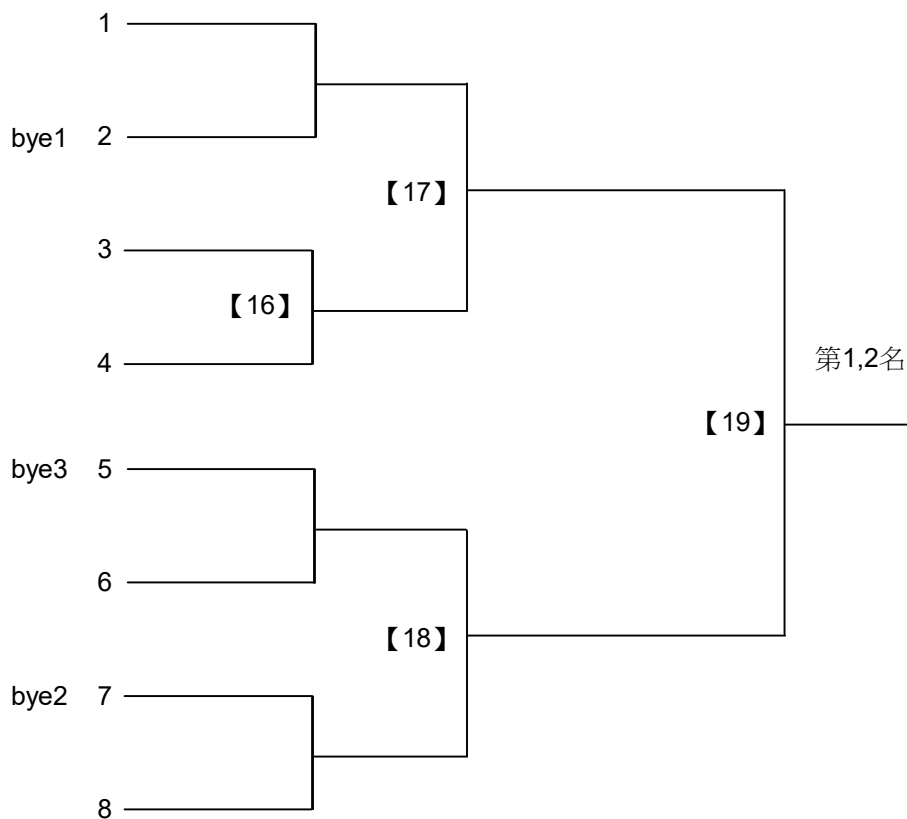 1
bye1 2
【17】
3
【16】
4
第1,2名
【19】
bye3 5
6
【18】
bye2 7
8